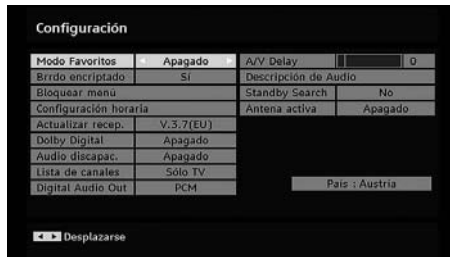 Configuración
Modo Favoritos Apagado
Brrdo encriptado Sí
Bloquear menú
Configuración horaria
Actualizar recep. V.3.7(EU)
Dolby Digital Apagado
Audio discapac. Apagado
Lista de canales Sólo TV
Digital Audio Out PCM
A/V Delay 0
Descripción de Audio
Standby Search No
Antena activa Apagado
País : Austria
Desplazarse